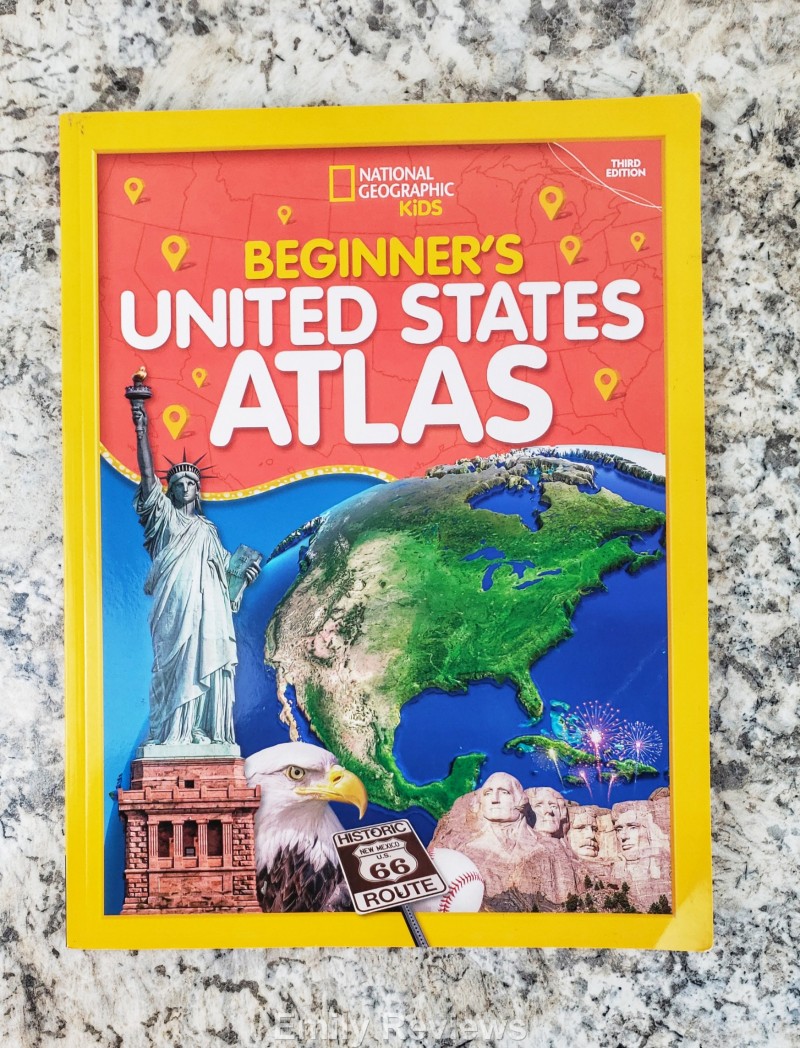 NATIONAL
GEOGRAPHIC
KiDS
THIRD
EDITION
BEGINNER'S
UNITED STATES
ATLAS
HISTORIC
NEW MEXICO
U.S.
66
ROUTE
Emily Reviews